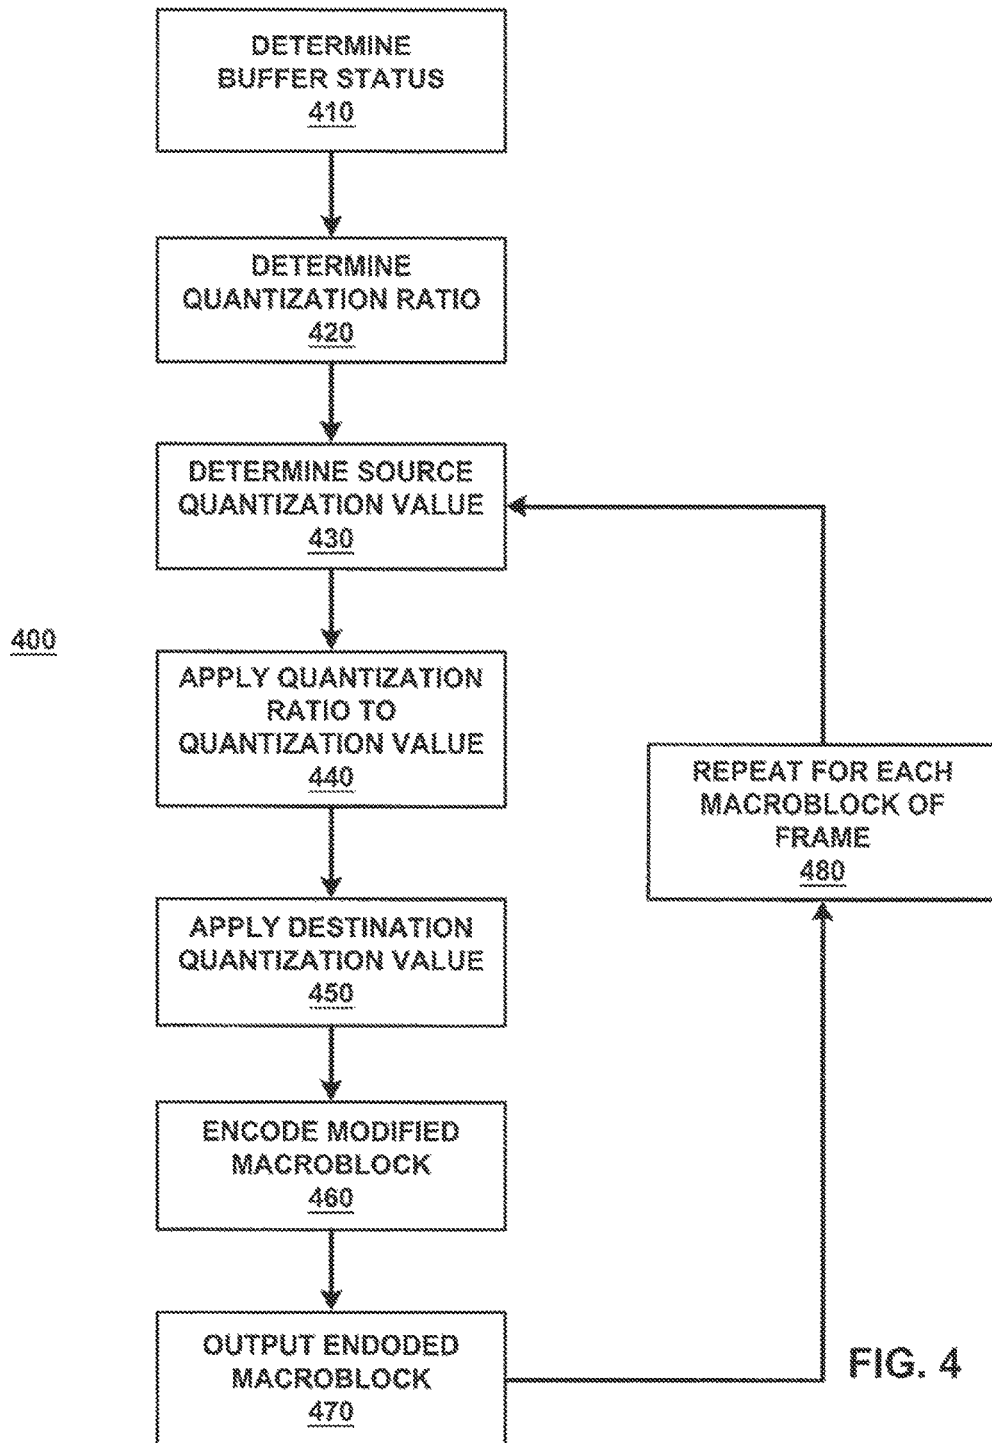 DETERMINE
BUFFER STATUS
410
DETERMINE
QUANTIZATION RATIO
420
DETERMINE SOURCE
QUANTIZATION VALUE
430
400
APPLY QUANTIZATION
RATIO TO
QUANTIZATION VALUE
440
REPEAT FOR EACH
MACROBLOCK OF
FRAME
480
APPLY DESTINATION
QUANTIZATION VALUE
450
ENCODE MODIFIED
MACROBLOCK
460
OUTPUT ENDODED
MACROBLOCK
470
FIG. 4